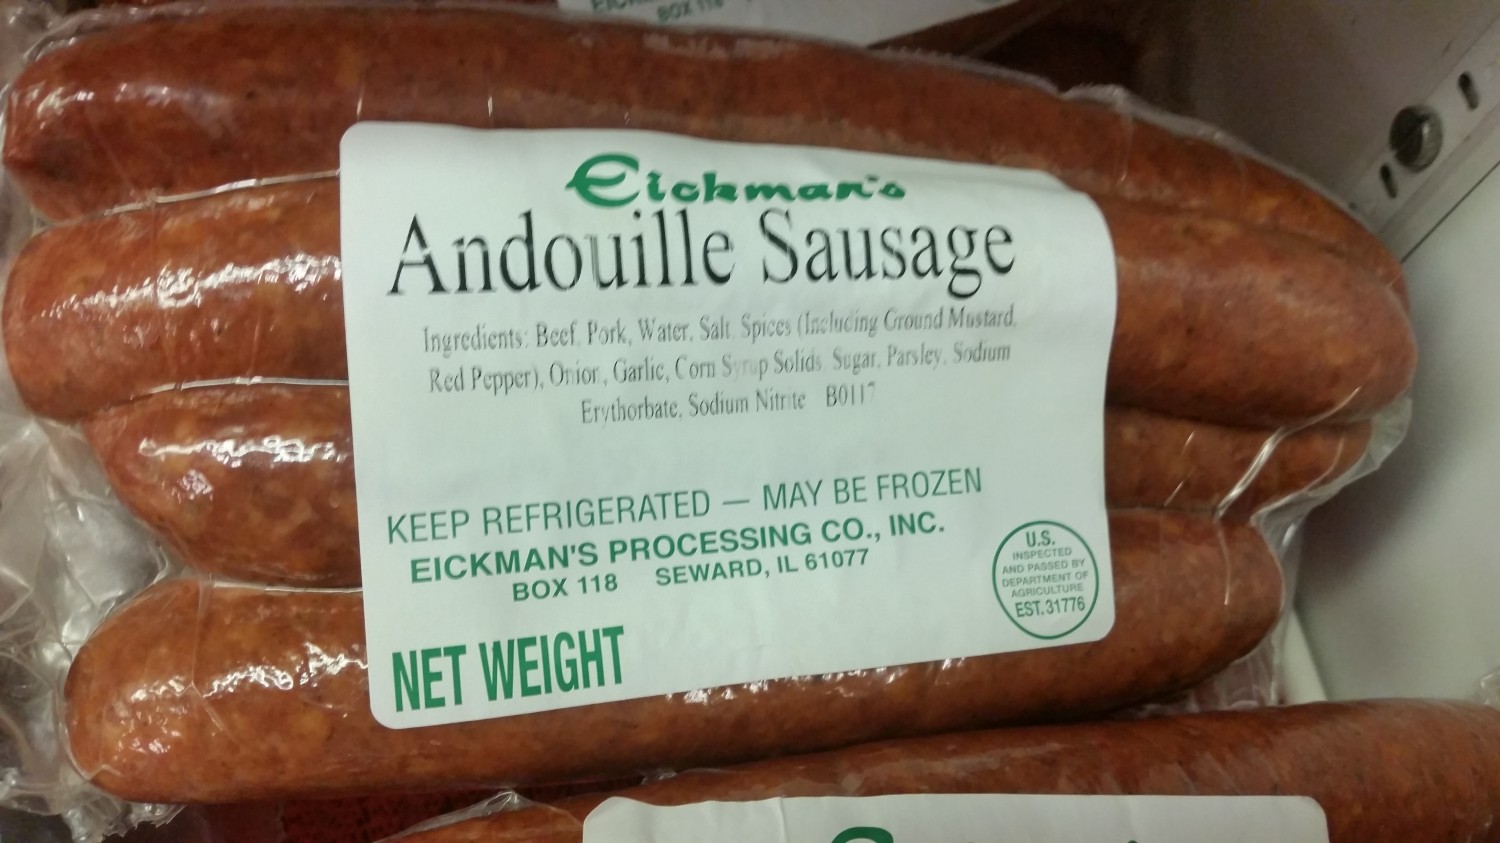 BOX 118
Eickman's
Andouille Sausage
Ingredients: Beef, Pork, Water, Salt, Spices (Including Ground Mustard,
Red Pepper), Onion, Garlic, Corn Syrup Solids, Sugar, Parsley, Sodium
Erythorbate, Sodium Nitrite B0117
KEEP REFRIGERATED — MAY BE FROZEN
EICKMAN'S PROCESSING CO., INC.
BOX 118 SEWARD, IL 61077
U.S.
INSPECTED
AND PASSED BY
DEPARTMENT OF
AGRICULTURE
EST. 31776
NET WEIGHT